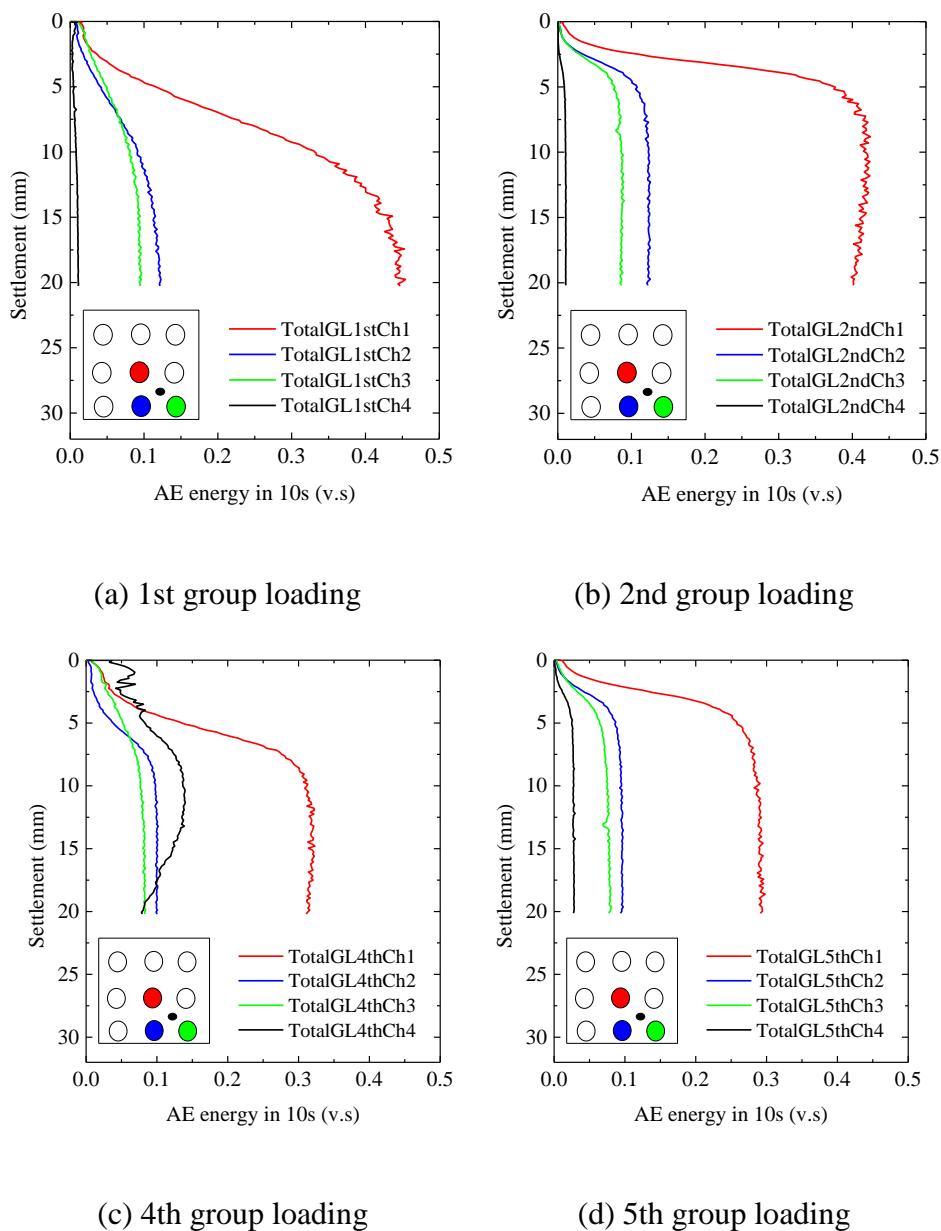 0
5
10
15
20
25
30
Settlement (mm)
TotalGL1stCh1
TotalGL1stCh2
TotalGL1stCh3
TotalGL1stCh4
0.0 0.1 0.2 0.3 0.4 0.5
AE energy in 10s (v.s)
(a) 1st group loading
0
5
10
15
20
25
30
Settlement (mm)
TotalGL2ndCh1
TotalGL2ndCh2
TotalGL2ndCh3
TotalGL2ndCh4
0.0 0.1 0.2 0.3 0.4 0.5
AE energy in 10s (v.s)
(b) 2nd group loading
0
5
10
15
20
25
30
Settlement (mm)
TotalGL4thCh1
TotalGL4thCh2
TotalGL4thCh3
TotalGL4thCh4
0.0 0.1 0.2 0.3 0.4 0.5
AE energy in 10s (v.s)
(c) 4th group loading
0
5
10
15
20
25
30
Settlement (mm)
TotalGL5thCh1
TotalGL5thCh2
TotalGL5thCh3
TotalGL5thCh4
0.0 0.1 0.2 0.3 0.4 0.5
AE energy in 10s (v.s)
(d) 5th group loading